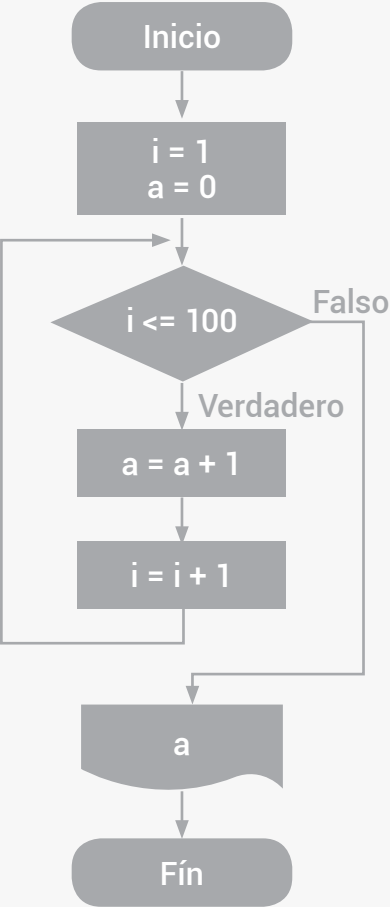 Inicio
i = 1
a = 0
i <= 100
Falso
Verdadero
a = a + 1
i = i + 1
a
Fín